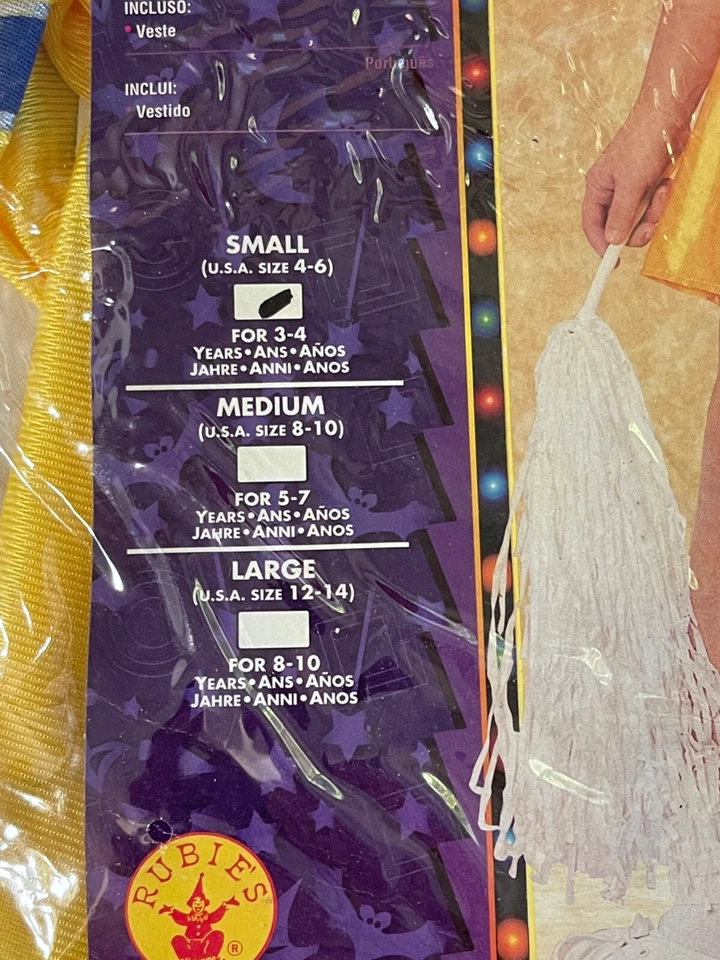 INCLUSO:
• Veste
Português
INCLUI:
• Vestido
SMALL
(U.S.A. SIZE 4-6)
FOR 3-4
YEARS•ANS•AÑOS
JAHRE•ANNI•ANOS
MEDIUM
(U.S.A. SIZE 8-10)
FOR 5-7
YEARS•ANS•AÑOS
JAHRE•ANNI•ANOS
LARGE
(U.S.A. SIZE 12-14)
FOR 8-10
YEARS•ANS•AÑOS
JAHRE•ANNI•ANOS
RUBIE'S
®